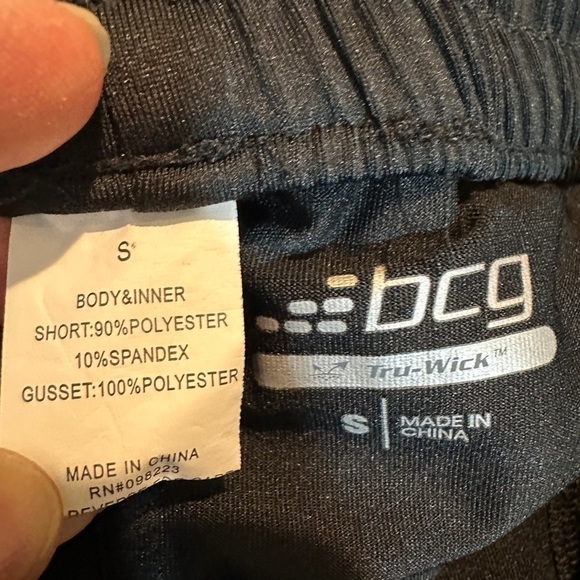 S
BODY&INNER
SHORT:90%POLYESTER
10%SPANDEX
GUSSET:100%POLYESTER
MADE IN CHINA
RN#098223
bcg
Tru-Wick™
S
MADE IN
CHINA